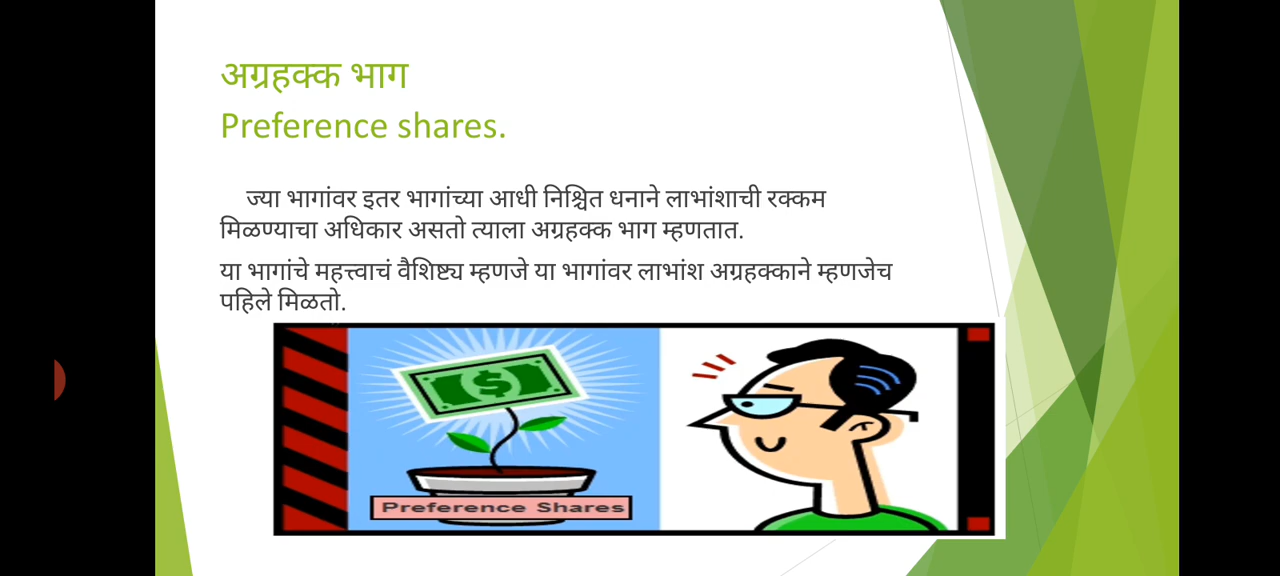 अग्रहक्क भाग
Preference shares.
ज्या भागांवर इतर भागांच्या आधी निश्चित धनाने लाभांशाची रक्कम
मिळण्याचा अधिकार असतो त्याला अग्रहक्क भाग म्हणतात.
या भागांचे महत्त्वाचं वैशिष्ट्य म्हणजे या भागांवर लाभांश अग्रहक्काने म्हणजेच
पहिले मिळतो.
Preference Shares